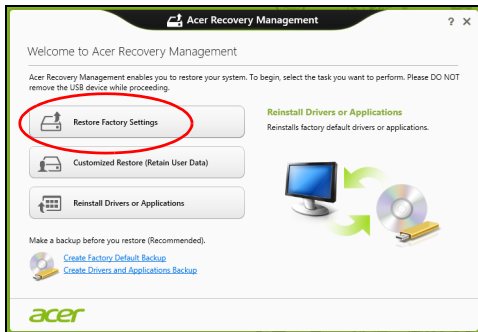 Acer Recovery Management
? X
Welcome to Acer Recovery Management
Acer Recovery Management enables you to restore your system. To begin, select the task you want to perform. Please DO NOT
remove the USB device while proceeding.
Restore Factory Settings
Customized Restore (Retain User Data)
Reinstall Drivers or Applications
Reinstall Drivers or Applications
Reinstalls factory default drivers or applications.
Make a backup before you restore (Recommended).
Create Factory Default Backup
Create Drivers and Applications Backup
acer